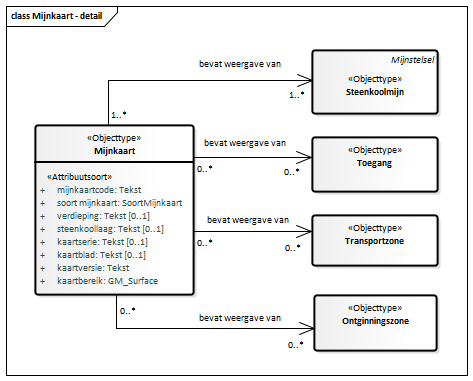 class Mijnkaart - detail
Mijnstelsel
«Objecttype»
Steenkoolmijn
bevat weergave van
1..*
1..*
«Objecttype»
Mijnkaart
«Attribuutsoort»
+ mijnkaartcode: Tekst
+ soort mijnkaart: SoortMijnkaart
+ verdieping: Tekst [0..1]
+ steenkoollaag: Tekst [0..1]
+ kaartserie: Tekst [0..1]
+ kaartblad: Tekst [0..1]
+ kaartversie: Tekst
+ kaartbereik: GM_Surface
bevat weergave van
0..*
0..*
«Objecttype»
Toegang
bevat weergave van
0..*
0..*
«Objecttype»
Transportzone
0..*
bevat weergave van
0..*
«Objecttype»
Ontginningszone